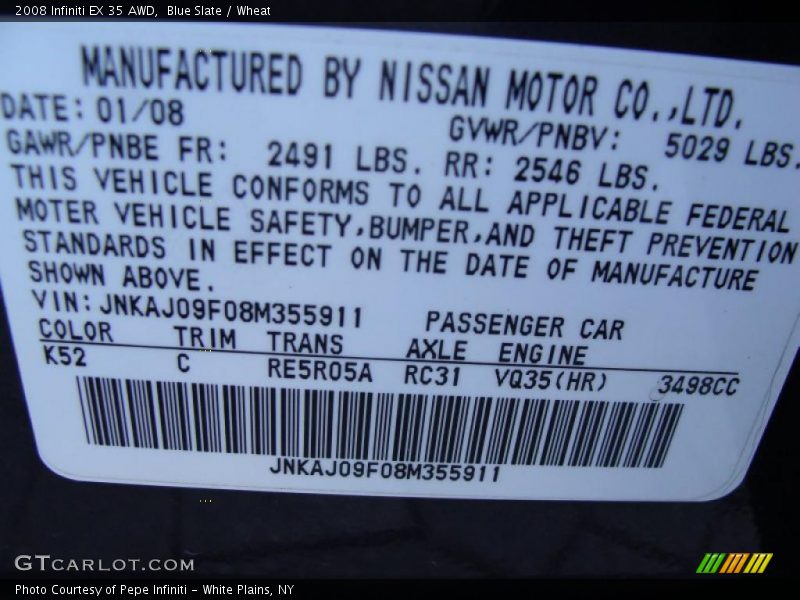 2008 Infiniti EX 35 AWD, Blue Slate / Wheat
MANUFACTURED BY NISSAN MOTOR CO.,LTD.
DATE: 01/08
GVWR/PNBV: 5029 LBS.
GAWR/PNBE FR: 2491 LBS. RR: 2546 LBS.
THIS VEHICLE CONFORMS TO ALL APPLICABLE FEDERAL
MOTER VEHICLE SAFETY,BUMPER,AND THEFT PREVENTION
STANDARDS IN EFFECT ON THE DATE OF MANUFACTURE
SHOWN ABOVE.
VIN: JNKAJ09F08M355911 PASSENGER CAR
COLOR TRIM TRANS AXLE ENGINE
K52 C RE5R05A RC31 VQ35(HR) 3498CC
JNKAJ09F08M355911
GTCARLOT.COM
Photo Courtesy of Pepe Infiniti - White Plains, NY